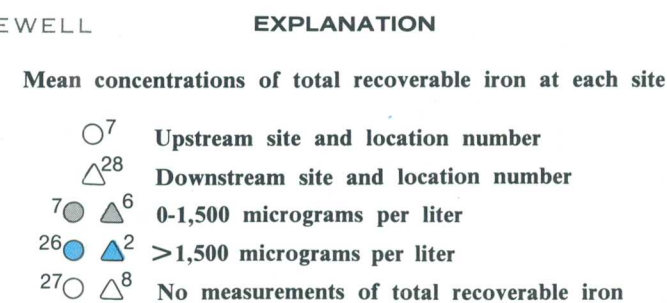 EWELL
EXPLANATION
Mean concentrations of total recoverable iron at each site
7 Upstream site and location number
28 Downstream site and location number
7 6 0-1,500 micrograms per liter
26 2 >1,500 micrograms per liter
27 8 No measurements of total recoverable iron